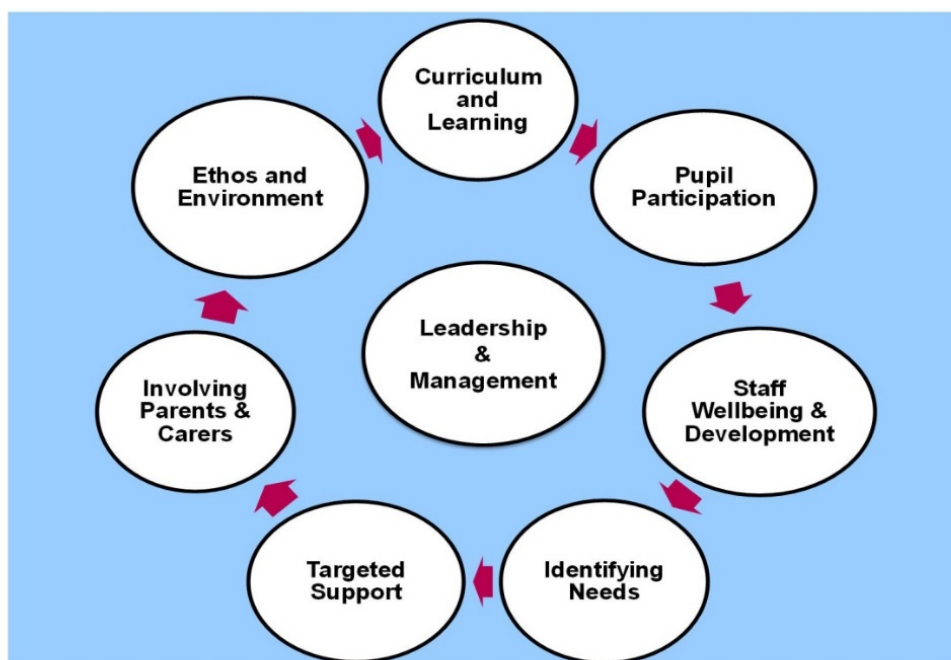 Curriculum
and
Learning
Ethos and
Environment
Pupil
Participation
Leadership
&
Management
Involving
Parents &
Carers
Staff
Wellbeing &
Development
Targeted
Support
Identifying
Needs